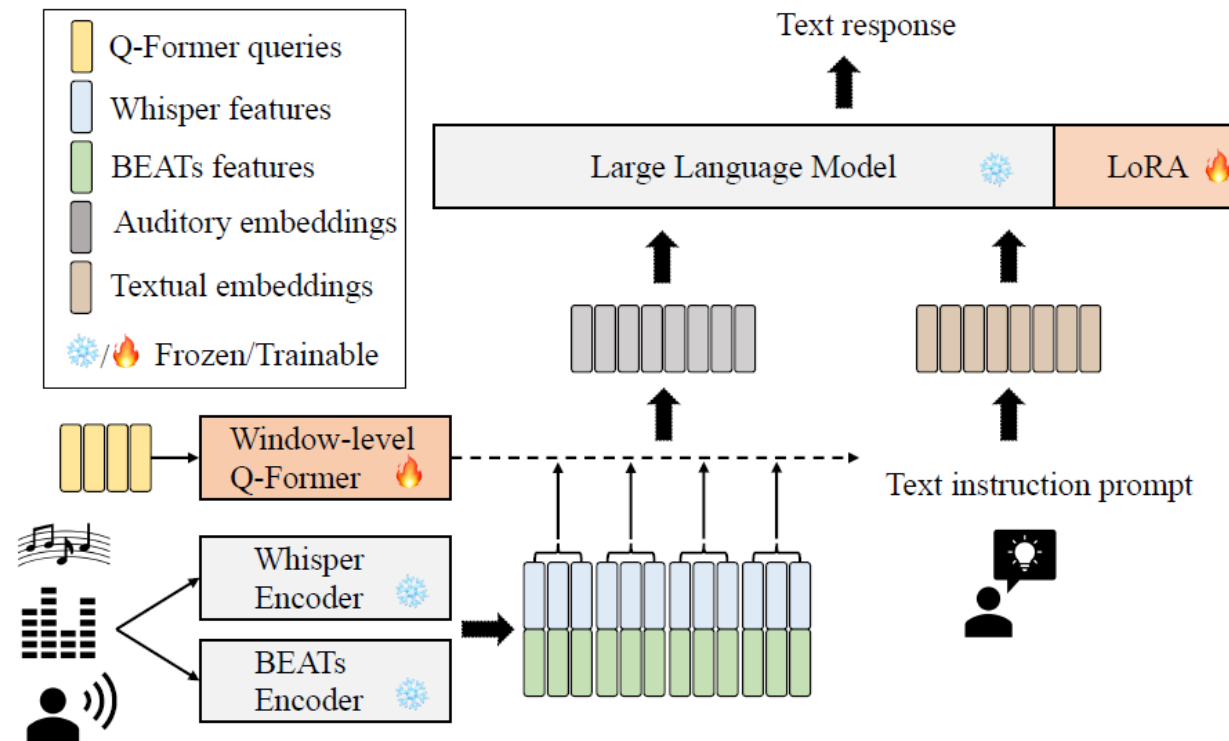 Q-Former queries
Whisper features
BEATs features
Auditory embeddings
Textual embeddings
/ Frozen/Trainable
Text response
Large Language Model
LoRA
Window-level
Q-Former
Text instruction prompt
Whisper
Encoder
BEATs
Encoder